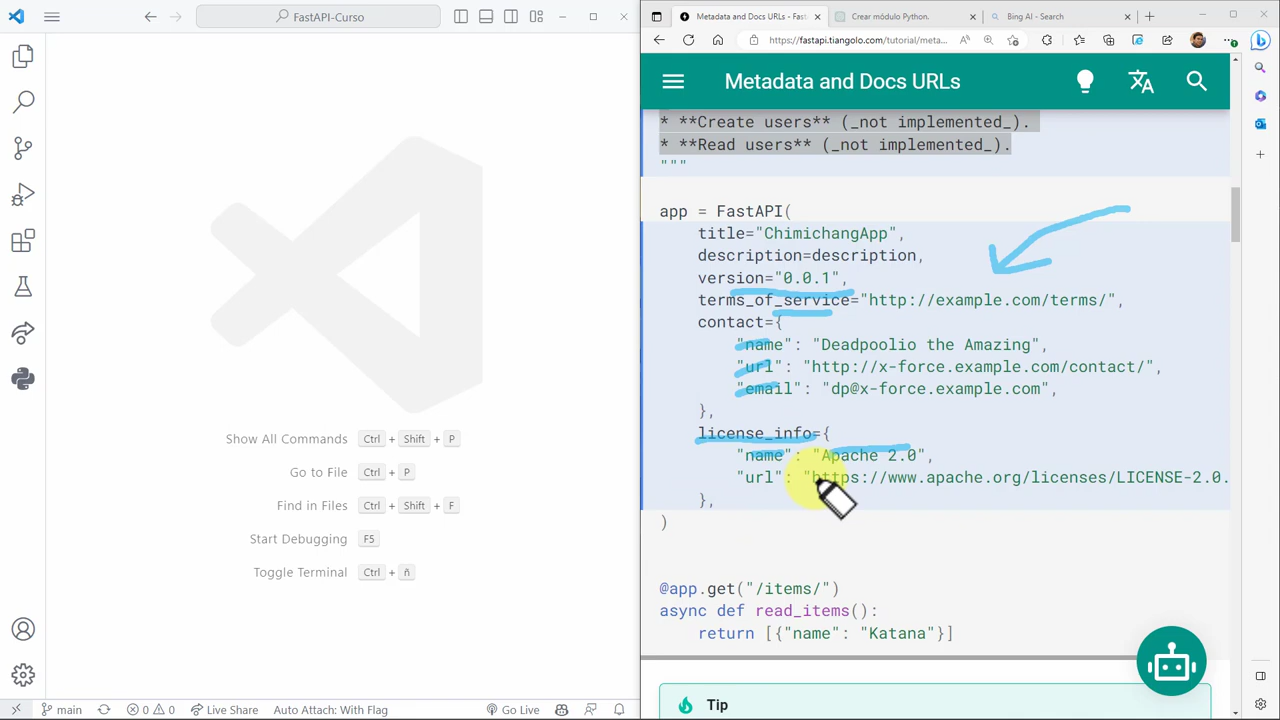 FastAPI-Curso
Show All Commands Ctrl + Shift + P
Go to File Ctrl + P
Find in Files Ctrl + Shift + F
Start Debugging F5
Toggle Terminal Ctrl + ñ
main 0 0 Live Share Auto Attach: With Flag Go Live
Metadata and Docs URLs - Fast
Crear módulo Python.
Bing AI - Search
https://fastapi.tiangolo.com/tutorial/meta...
Metadata and Docs URLs
* **Create users** (_not implemented_).
* **Read users** (_not implemented_).
"""
app = FastAPI(
title="ChimichangApp",
description=description,
version="0.0.1",
terms_of_service="http://example.com/terms/",
contact={
"name": "Deadpoolio the Amazing",
"url": "http://x-force.example.com/contact/",
"email": "dp@x-force.example.com",
},
license_info={
"name": "Apache 2.0",
"url": "https://www.apache.org/licenses/LICENSE-2.0.
},
)
@app.get("/items/")
async def read_items():
return [{"name": "Katana"}]
Tip